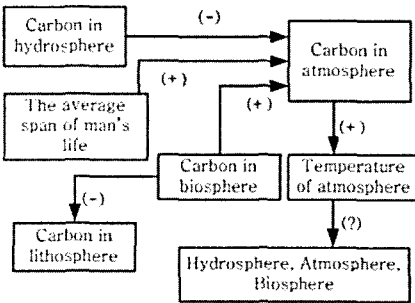 Carbon in
hydrosphere
(-)
Carbon in
atmosphere
(+)
The average
span of man's
life
(+)
(+)
Carbon in
biosphere
Temperature
of atmosphere
(-)
(?)
Carbon in
lithosphere
Hydrosphere, Atmosphere,
Biosphere